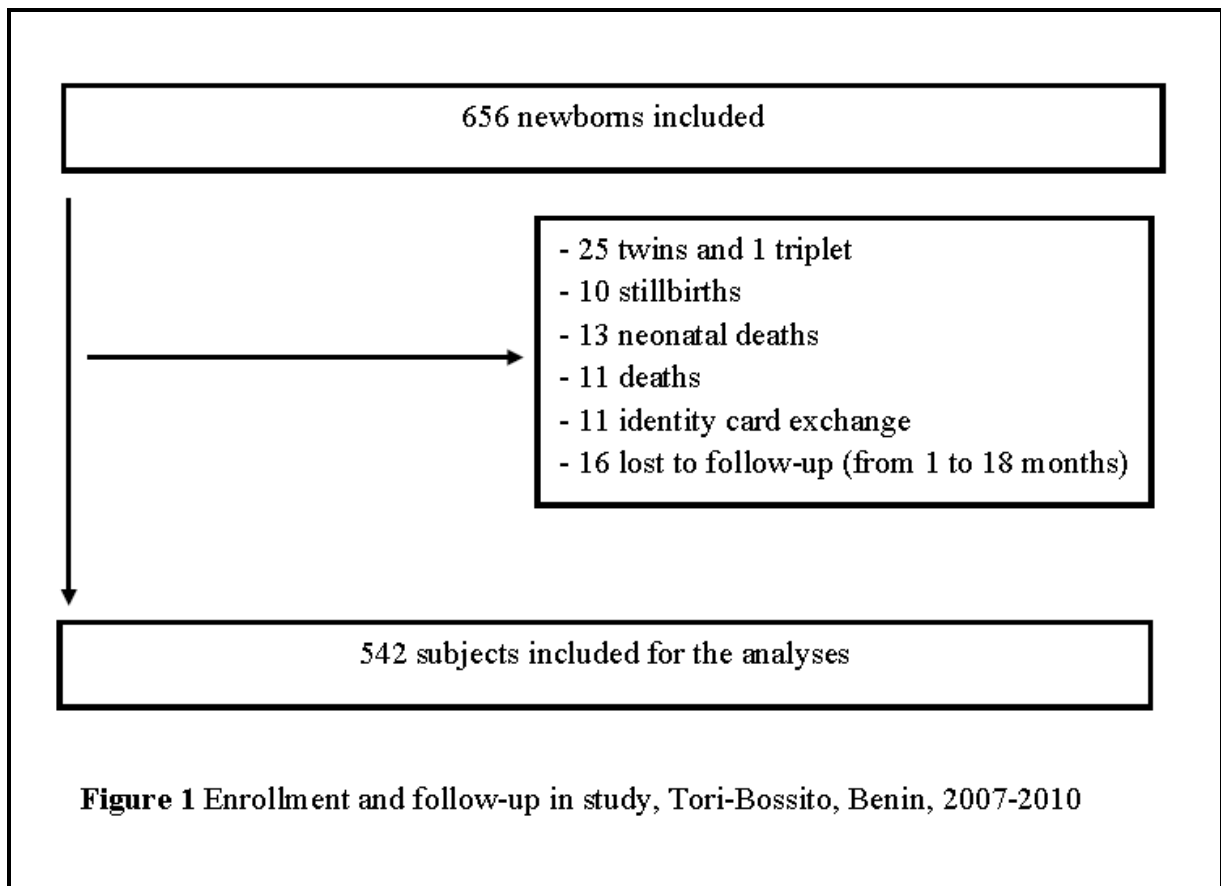 656 newborns included
- 25 twins and 1 triplet
- 10 stillbirths
- 13 neonatal deaths
- 11 deaths
- 11 identity card exchange
- 16 lost to follow-up (from 1 to 18 months)
542 subjects included for the analyses
Figure 1 Enrollment and follow-up in study, Tori-Bossito, Benin, 2007-2010